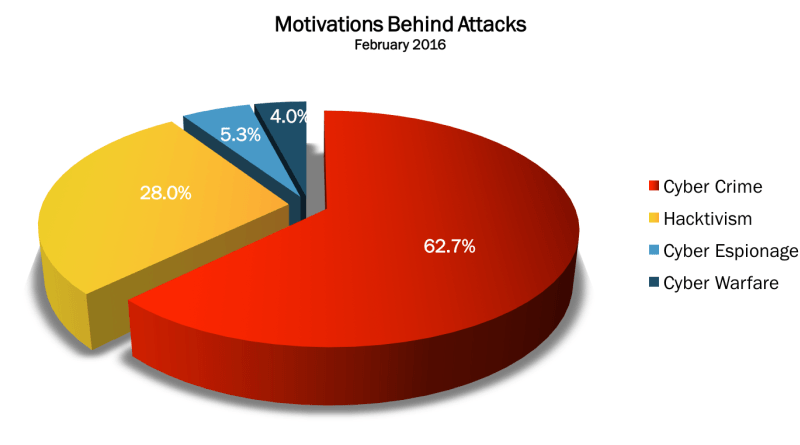 Motivations Behind Attacks
February 2016
4.0%
5.3%
28.0%
62.7%
Cyber Crime
Hacktivism
Cyber Espionage
Cyber Warfare